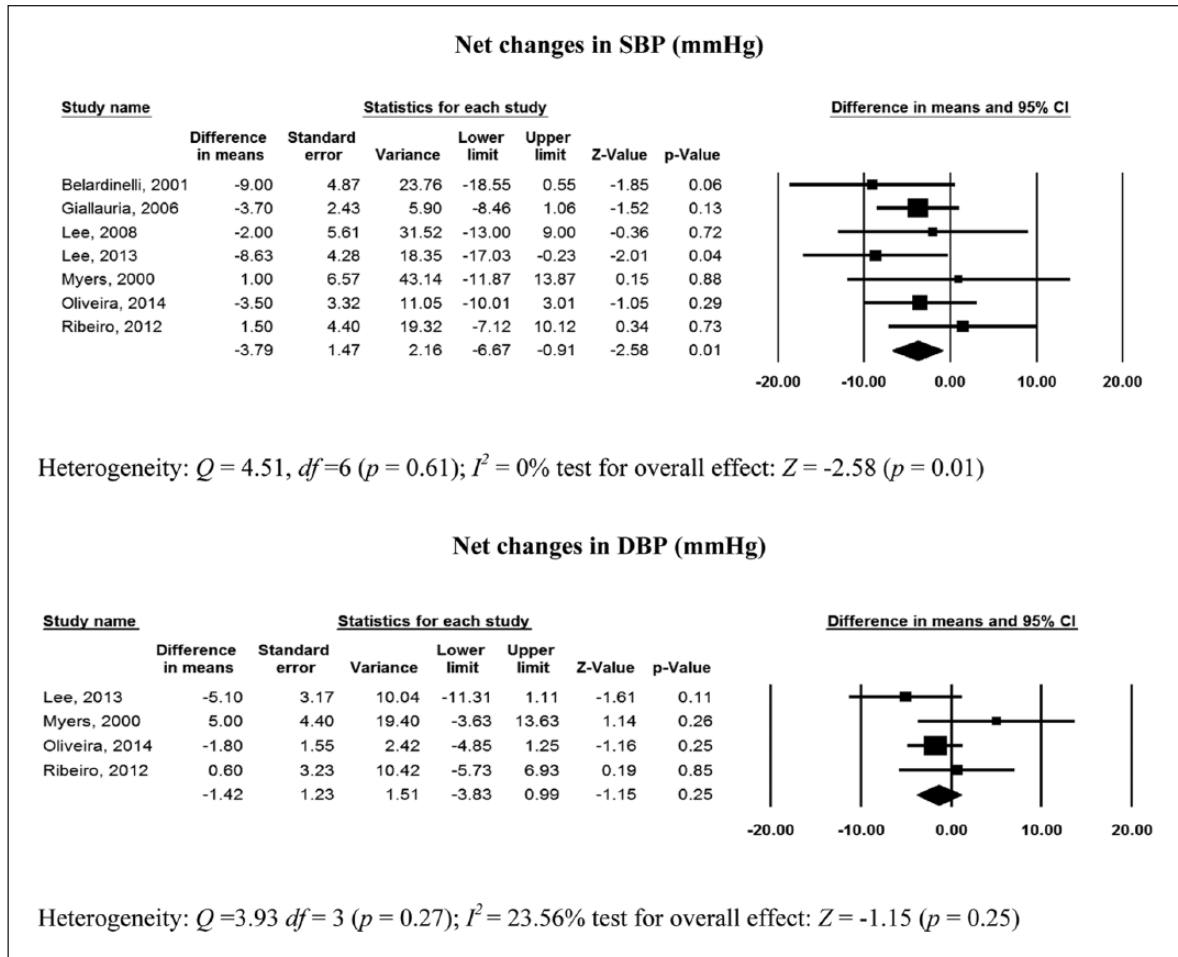 Net changes in SBP (mmHg)
Study name Statistics for each study Difference in means and 95% CI
Difference in means Standard error Variance Lower limit Upper limit Z-Value p-Value
Belardinelli, 2001 -9.00 4.87 23.76 -18.55 0.55 -1.85 0.06
Giallauria, 2006 -3.70 2.43 5.90 -8.46 1.06 -1.52 0.13
Lee, 2008 -2.00 5.61 31.52 -13.00 9.00 -0.36 0.72
Lee, 2013 -8.63 4.28 18.35 -17.03 -0.23 -2.01 0.04
Myers, 2000 1.00 6.57 43.14 -11.87 13.87 0.15 0.88
Oliveira, 2014 -3.50 3.32 11.05 -10.01 3.01 -1.05 0.29
Ribeiro, 2012 1.50 4.40 19.32 -7.12 10.12 0.34 0.73
-3.79 1.47 2.16 -6.67 -0.91 -2.58 0.01
-20.00 -10.00 0.00 10.00 20.00
Heterogeneity: Q = 4.51, df=6 (p = 0.61); I² = 0% test for overall effect: Z = -2.58 (p = 0.01)
Net changes in DBP (mmHg)
Study name Statistics for each study Difference in means and 95% CI
Difference in means Standard error Variance Lower limit Upper limit Z-Value p-Value
Lee, 2013 -5.10 3.17 10.04 -11.31 1.11 -1.61 0.11
Myers, 2000 5.00 4.40 19.40 -3.63 13.63 1.14 0.26
Oliveira, 2014 -1.80 1.55 2.42 -4.85 1.25 -1.16 0.25
Ribeiro, 2012 0.60 3.23 10.42 -5.73 6.93 0.19 0.85
-1.42 1.23 1.51 -3.83 0.99 -1.15 0.25
-20.00 -10.00 0.00 10.00 20.00
Heterogeneity: Q =3.93 df = 3 (p = 0.27); I² = 23.56% test for overall effect: Z = -1.15 (p = 0.25)